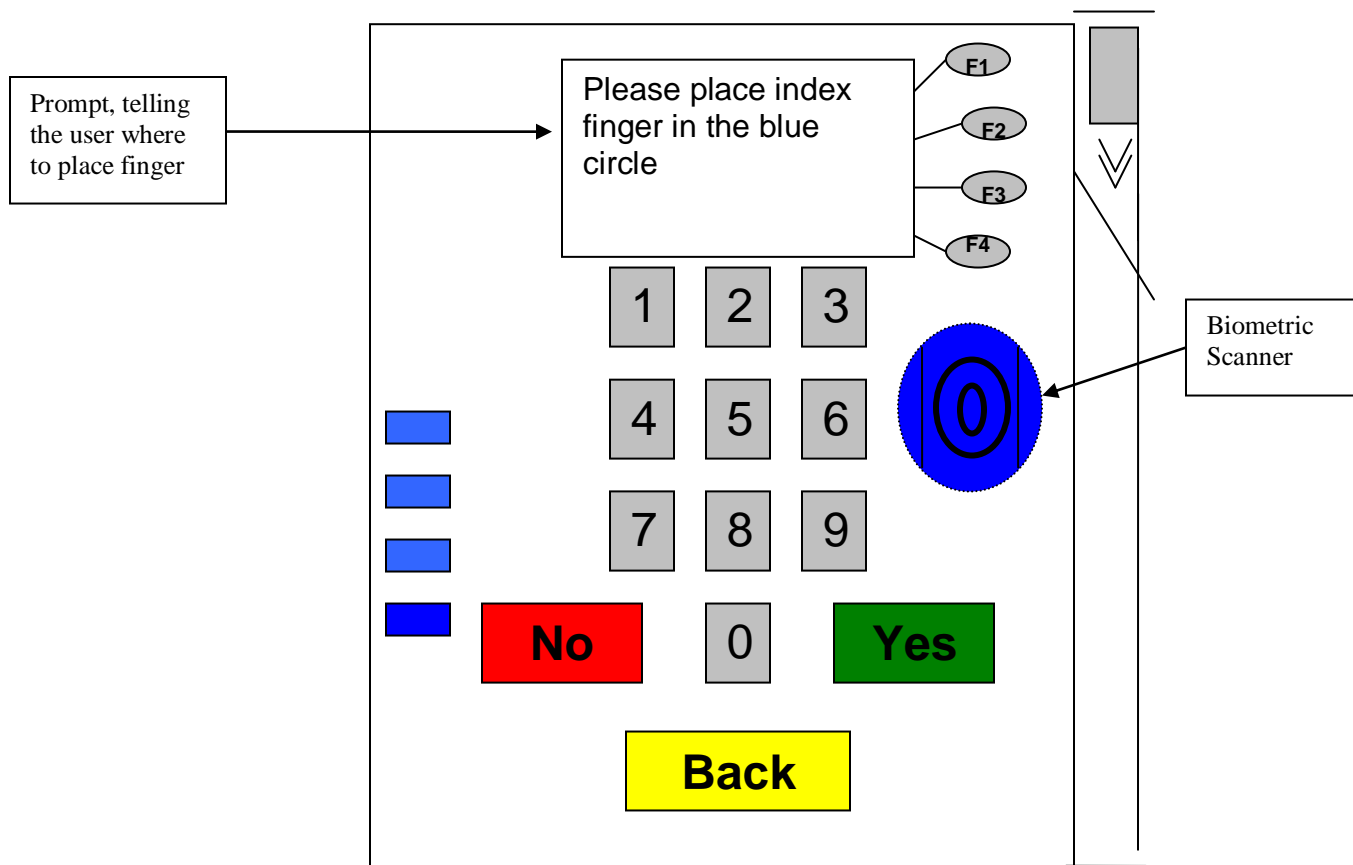 F1
Please place index
finger in the blue
circle
Prompt, telling
the user where
to place finger
F2
F3
F4
1 2 3
Biometric
Scanner
4 5 6
7 8 9
No 0 Yes
Back